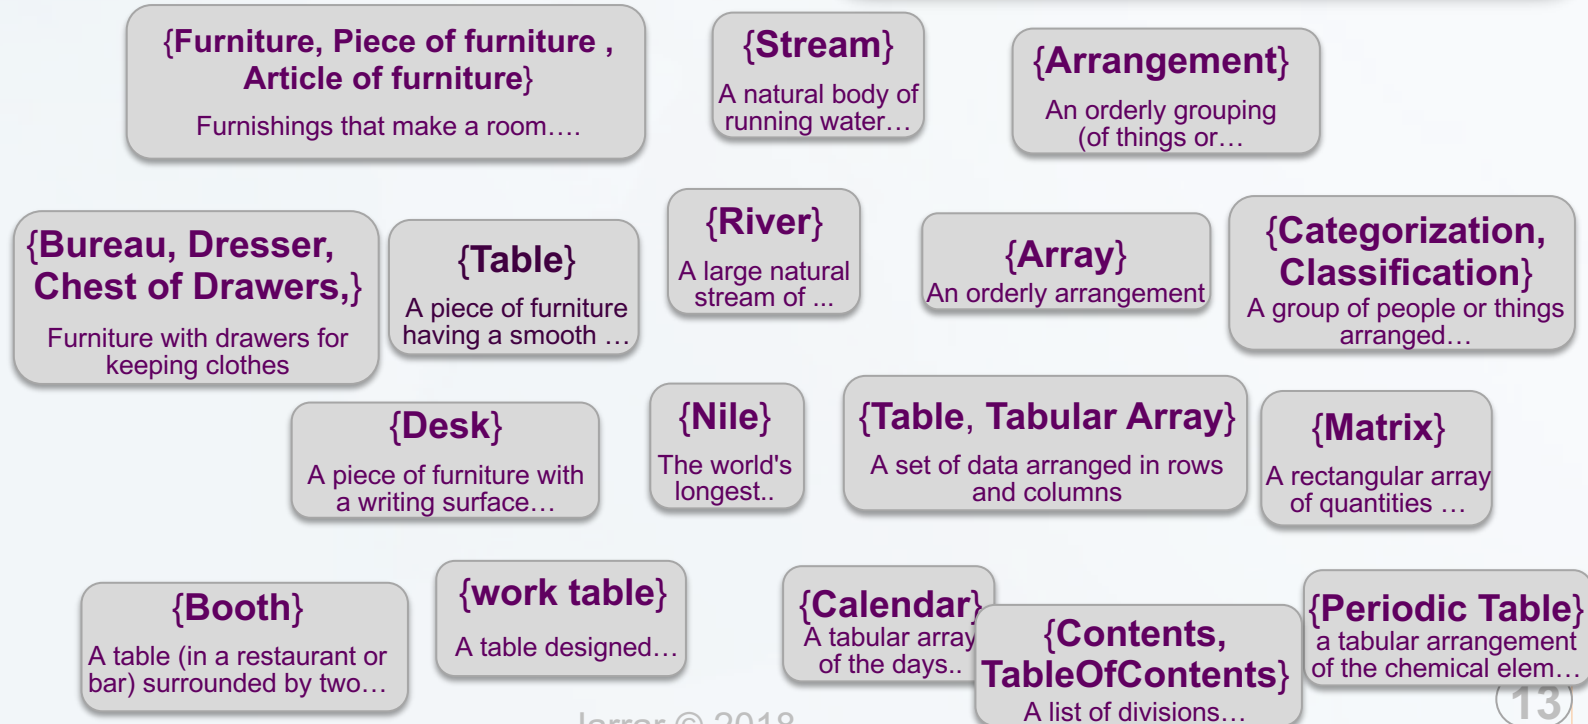 {Furniture, Piece of furniture ,
Article of furniture}
Furnishings that make a room….
{Stream}
A natural body of
running water…
{Arrangement}
An orderly grouping
(of things or…
{Bureau, Dresser,
Chest of Drawers,}
Furniture with drawers for
keeping clothes
{Table}
A piece of furniture
having a smooth …
{River}
A large natural
stream of ...
{Array}
An orderly arrangement
{Categorization,
Classification}
A group of people or things
arranged…
{Desk}
A piece of furniture with
a writing surface…
{Nile}
The world's
longest..
{Table, Tabular Array}
A set of data arranged in rows
and columns
{Matrix}
A rectangular array
of quantities …
{Booth}
A table (in a restaurant or
bar) surrounded by two…
{work table}
A table designed…
{Calendar}
A tabular array
of the days..
{Contents,
TableOfContents}
A list of divisions…
{Periodic Table}
a tabular arrangement
of the chemical elem…
Jarrar © 2018
13